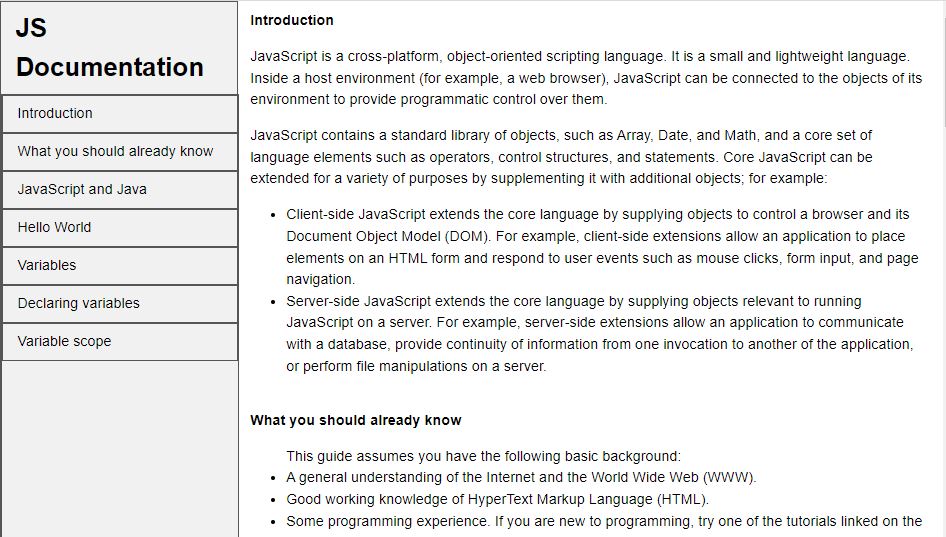 JS
Documentation
Introduction
What you should already know
JavaScript and Java
Hello World
Variables
Declaring variables
Variable scope
Introduction
JavaScript is a cross-platform, object-oriented scripting language. It is a small and lightweight language.
Inside a host environment (for example, a web browser), JavaScript can be connected to the objects of its
environment to provide programmatic control over them.
JavaScript contains a standard library of objects, such as Array, Date, and Math, and a core set of
language elements such as operators, control structures, and statements. Core JavaScript can be
extended for a variety of purposes by supplementing it with additional objects; for example:
• Client-side JavaScript extends the core language by supplying objects to control a browser and its
Document Object Model (DOM). For example, client-side extensions allow an application to place
elements on an HTML form and respond to user events such as mouse clicks, form input, and page
navigation.
• Server-side JavaScript extends the core language by supplying objects relevant to running
JavaScript on a server. For example, server-side extensions allow an application to communicate
with a database, provide continuity of information from one invocation to another of the application,
or perform file manipulations on a server.
What you should already know
This guide assumes you have the following basic background:
• A general understanding of the Internet and the World Wide Web (WWW).
• Good working knowledge of HyperText Markup Language (HTML).
• Some programming experience. If you are new to programming, try one of the tutorials linked on the